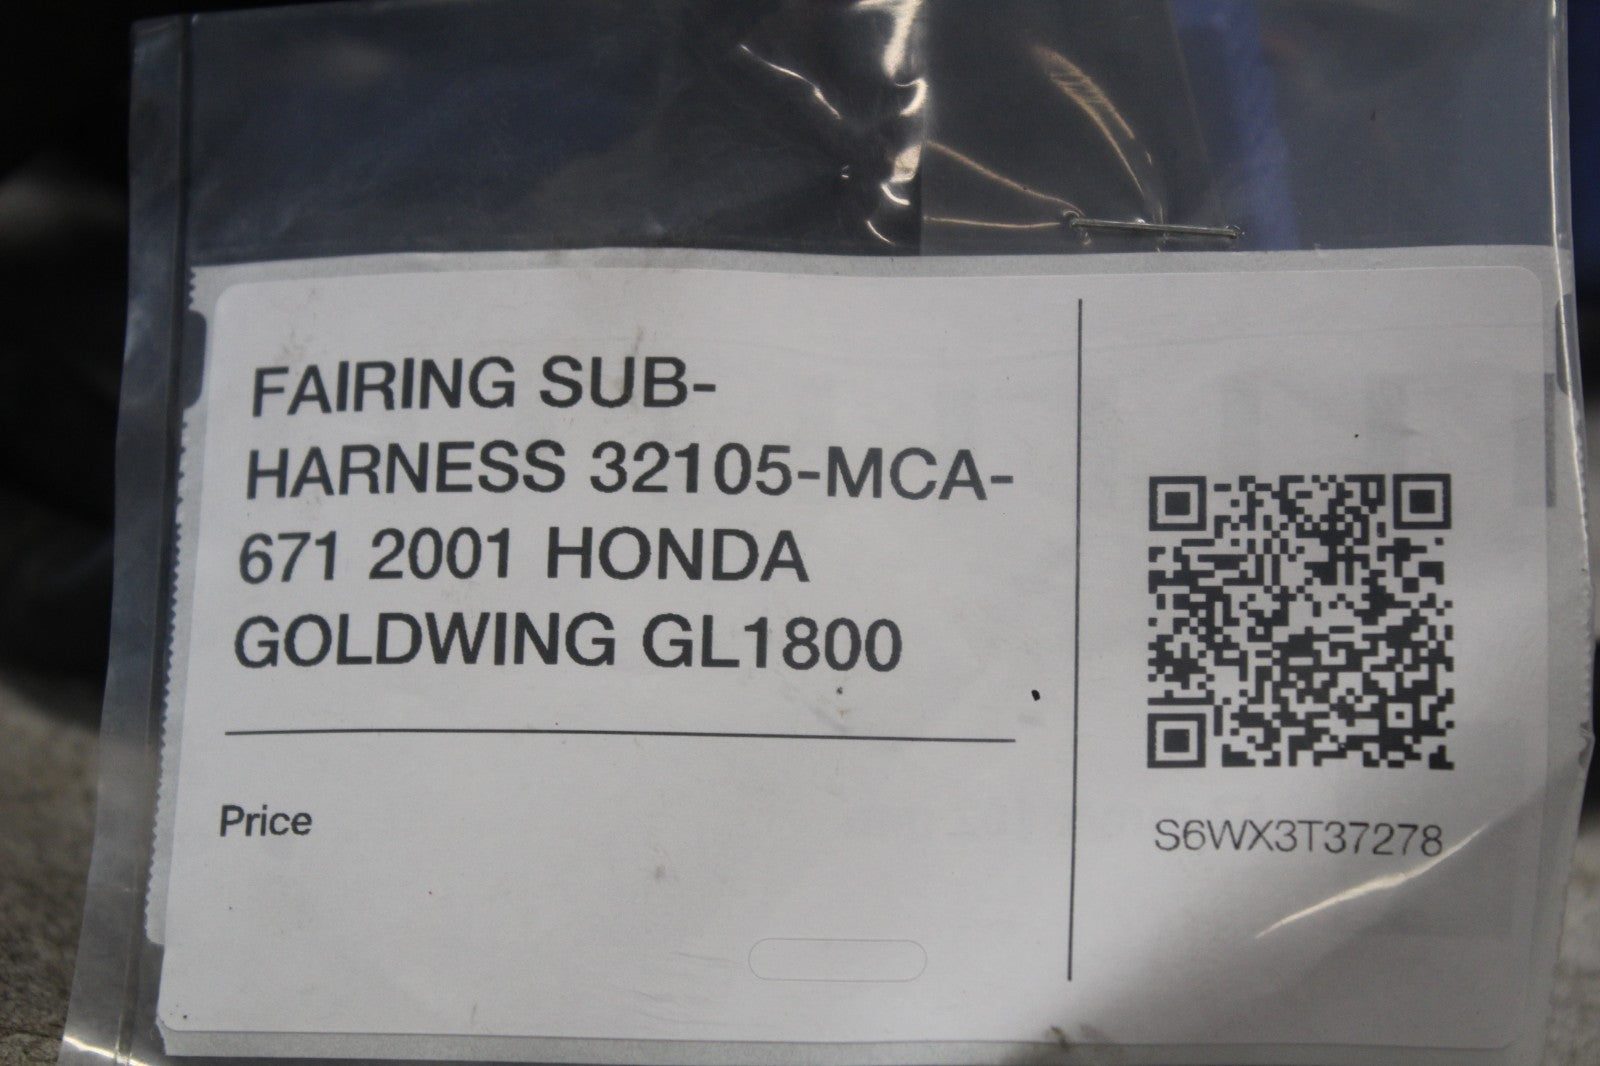 FAIRING SUB-
HARNESS 32105-MCA-
671 2001 HONDA
GOLDWING GL1800
Price
S6WX3T37278